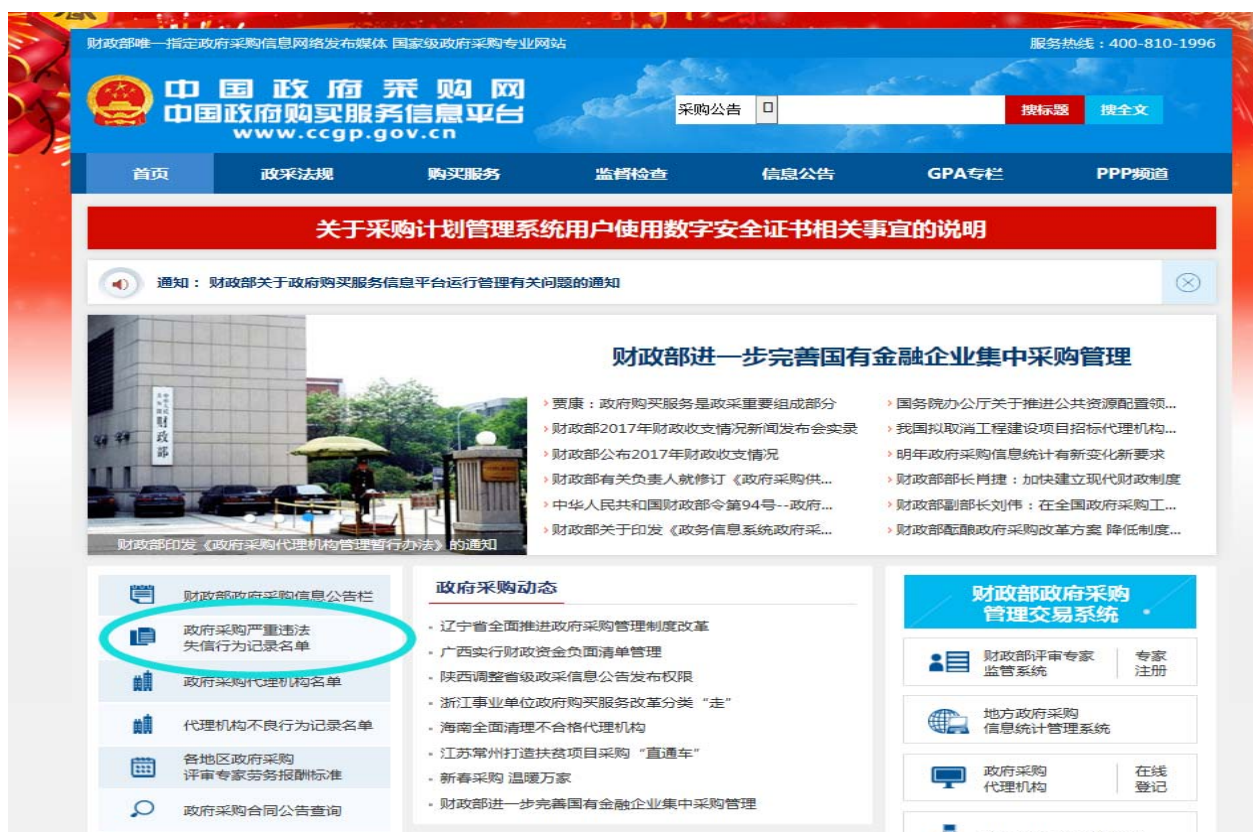 财政部唯一指定政府采购信息网络发布媒体 国家级政府采购专业网站
服务热线：400-810-1996
中国政府采购网
中国政府购买服务信息平台
www.ccgp.gov.cn
采购公告
搜标题
搜全文
首页
政采法规
购买服务
监督检查
信息公告
GPA专栏
PPP频道
关于采购计划管理系统用户使用数字安全证书相关事宜的说明
通知：财政部关于政府购买服务信息平台运行管理有关问题的通知
财政部
财政部印发《政府采购代理机构管理暂行办法》的通知
财政部进一步完善国有金融企业集中采购管理
贾康：政府购买服务是政采重要组成部分
财政部2017年财政收支情况新闻发布会实录
财政部公布2017年财政收支情况
财政部有关负责人就修订《政府采购供...
中华人民共和国财政部令第94号--政府...
财政部关于印发《政务信息系统政府采...
国务院办公厅关于推进公共资源配置领...
我国拟取消工程建设项目招标代理机构...
明年政府采购信息统计有新变化新要求
财政部部长肖捷：加快建立现代财政制度
财政部副部长刘伟：在全国政府采购工...
财政部酝酿政府采购改革方案 降低制度...
财政部政府采购信息公告栏
政府采购严重违法
失信行为记录名单
政府采购代理机构名单
代理机构不良行为记录名单
各地区政府采购
评审专家劳务报酬标准
政府采购合同公告查询
政府采购动态
辽宁省全面推进政府采购管理制度改革
广西实行财政资金负面清单管理
陕西调整省级政采信息公告发布权限
浙江事业单位政府购买服务改革分类“走”
海南全面清理不合格代理机构
江苏常州打造扶贫项目采购“直通车”
新春采购 温暖万家
财政部进一步完善国有金融企业集中采购管理
财政部政府采购
管理交易系统
财政部评审专家
监管系统
专家
注册
地方政府采购
信息统计管理系统
政府采购
代理机构
在线
登记